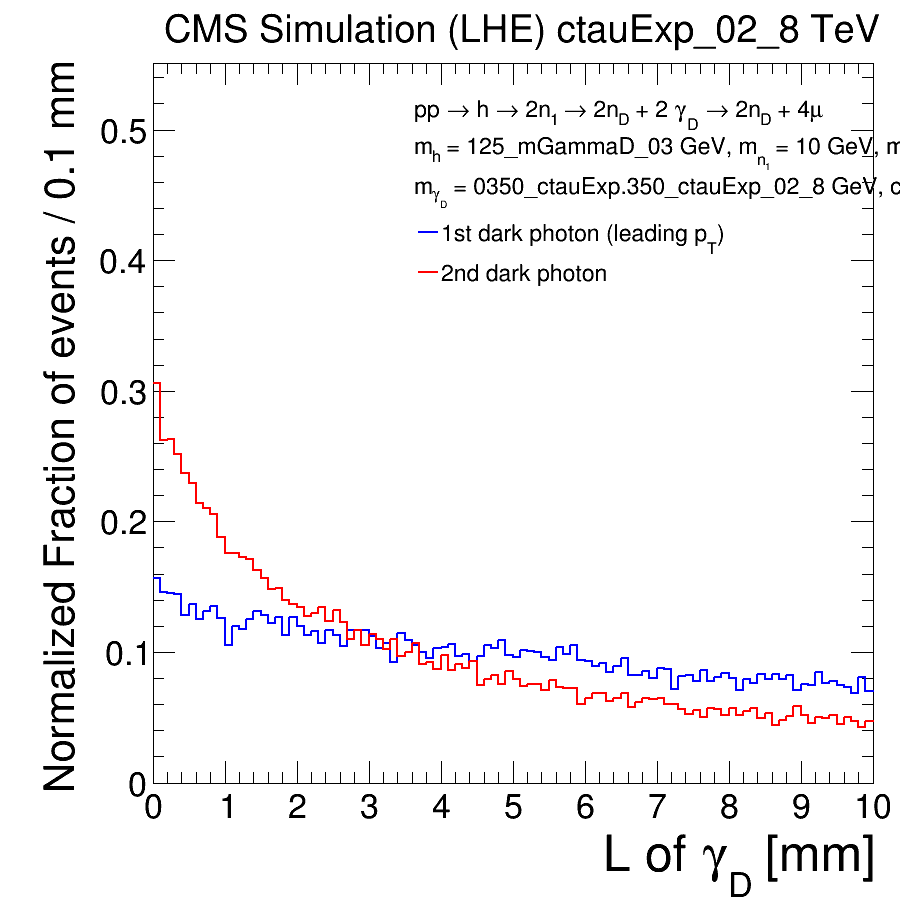 CMS Simulation (LHE) ctauExp_02_8 TeV
pp → h → 2n1 → 2nD + 2 γD → 2nD + 4μ
mh = 125_mGammaD_03 GeV, mn1 = 10 GeV, m
mγD = 0350_ctauExp.350_ctauExp_02_8 GeV, c
1st dark photon (leading pT)
2nd dark photon
Normalized Fraction of events / 0.1 mm
0.5
0.4
0.3
0.2
0.1
0
0 1 2 3 4 5 6 7 8 9 10
L of γD [mm]